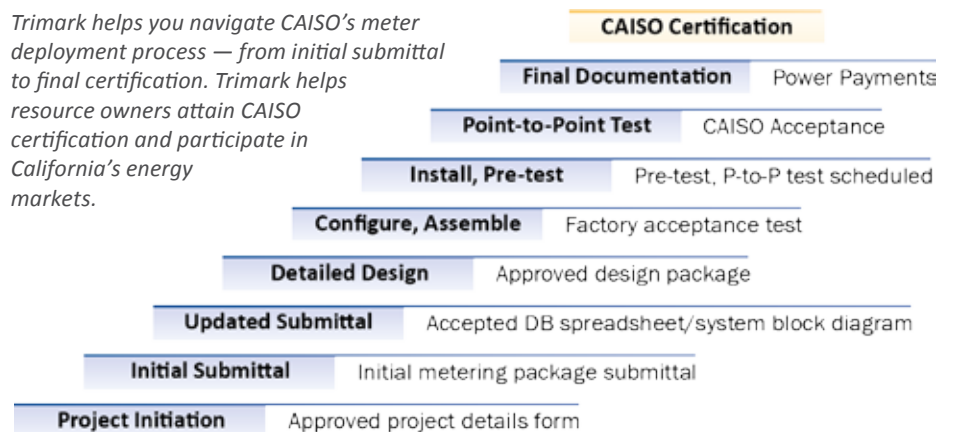 Trimark helps you navigate CAISO's meter
deployment process — from initial submittal
to final certification. Trimark helps
resource owners attain CAISO
certification and participate in
California's energy
markets.
CAISO Certification
Final Documentation Power Payments
Point-to-Point Test CAISO Acceptance
Install, Pre-test Pre-test, P-to-P test scheduled
Configure, Assemble Factory acceptance test
Detailed Design Approved design package
Updated Submittal Accepted DB spreadsheet/system block diagram
Initial Submittal Initial metering package submittal
Project Initiation Approved project details form